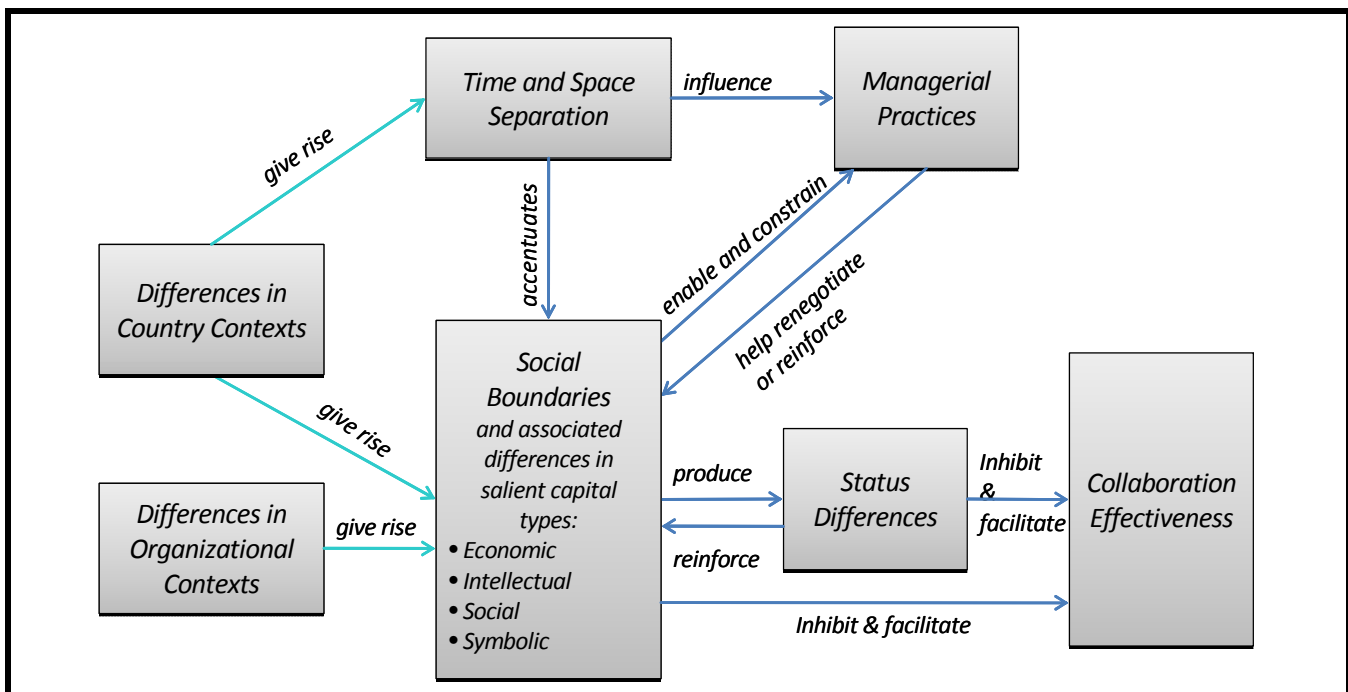 Time and Space
Separation
influence
Managerial
Practices
give rise
accentuates
enable and constrain
help renegotiate
or reinforce
Differences in
Country Contexts
give rise
Differences in
Organizational
Contexts
give rise
Social
Boundaries
and associated
differences in
salient capital
types:
• Economic
• Intellectual
• Social
• Symbolic
produce
reinforce
Status
Differences
Inhibit
&
facilitate
Collaboration
Effectiveness
Inhibit & facilitate